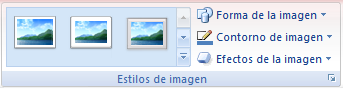 Forma de la imagen
Contorno de imagen
Efectos de la imagen
Estilos de imagen